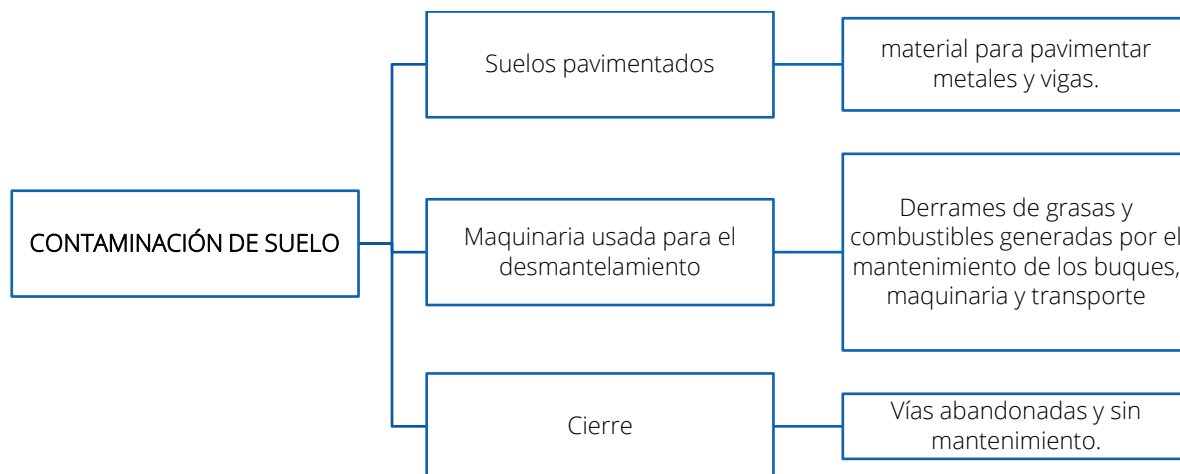 CONTAMINACIÓN DE SUELO
Suelos pavimentados
material para pavimentar
metales y vigas.
Maquinaria usada para el
desmantelamiento
Derrames de grasas y
combustibles generadas por el
mantenimiento de los buques,
maquinaria y transporte
Cierre
Vías abandonadas y sin
mantenimiento.